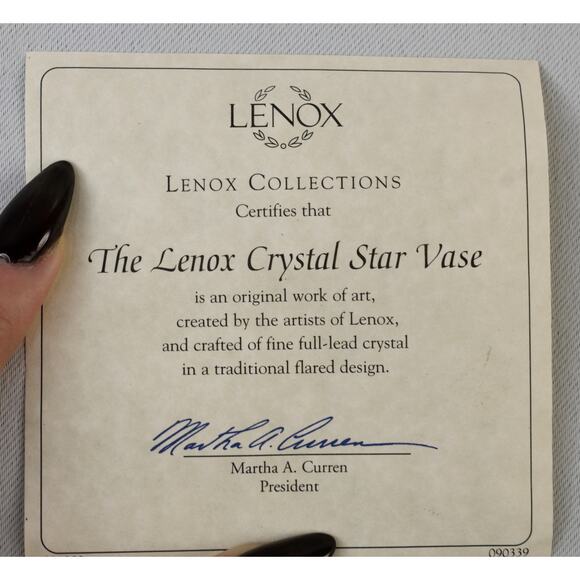 LENOX
LENOX COLLECTIONS
Certifies that
The Lenox Crystal Star Vase
is an original work of art,
created by the artists of Lenox,
and crafted of fine full-lead crystal
in a traditional flared design.
Martha A. Curren
Martha A. Curren
President
090339